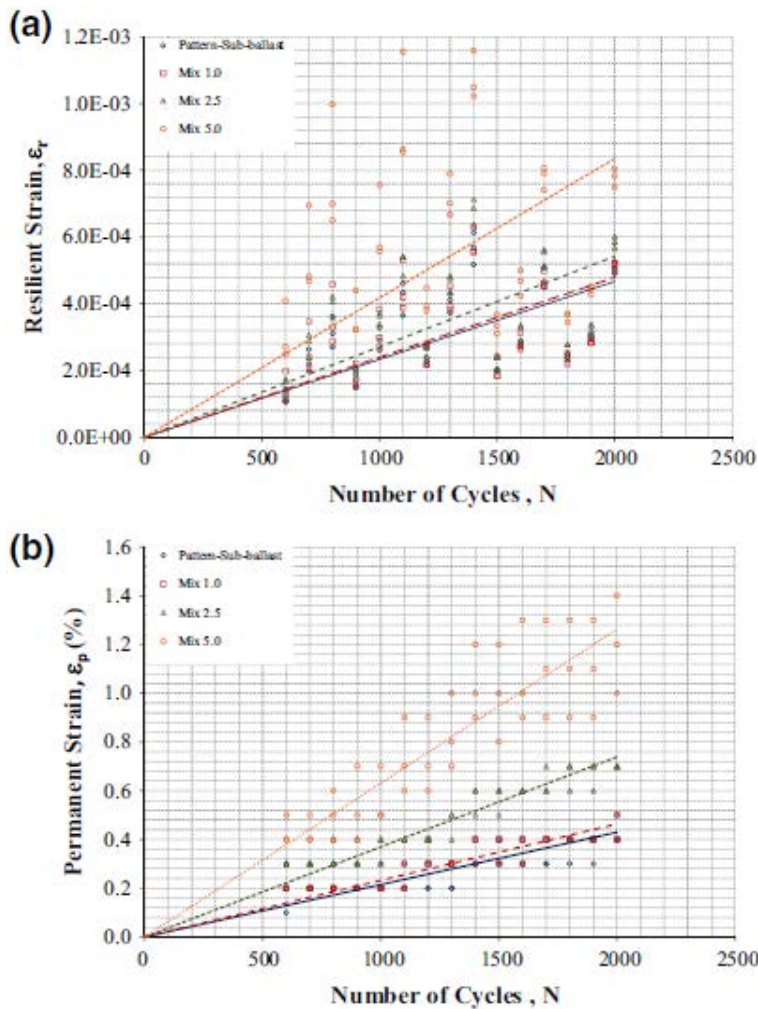 (a)
1.2E-03
1.0E-03
8.0E-04
6.0E-04
4.0E-04
2.0E-04
0.0E+00
Resilient Strain, εr
Pattern-Sub-ballast
Mix 1.0
Mix 2.5
Mix 5.0
0 500 1000 1500 2000 2500
Number of Cycles , N
(b)
1.6
1.4
1.2
1.0
0.8
0.6
0.4
0.2
0.0
Permanent Strain, εp (%)
Pattern-Sub-ballast
Mix 1.0
Mix 2.5
Mix 5.0
0 500 1000 1500 2000 2500
Number of Cycles , N